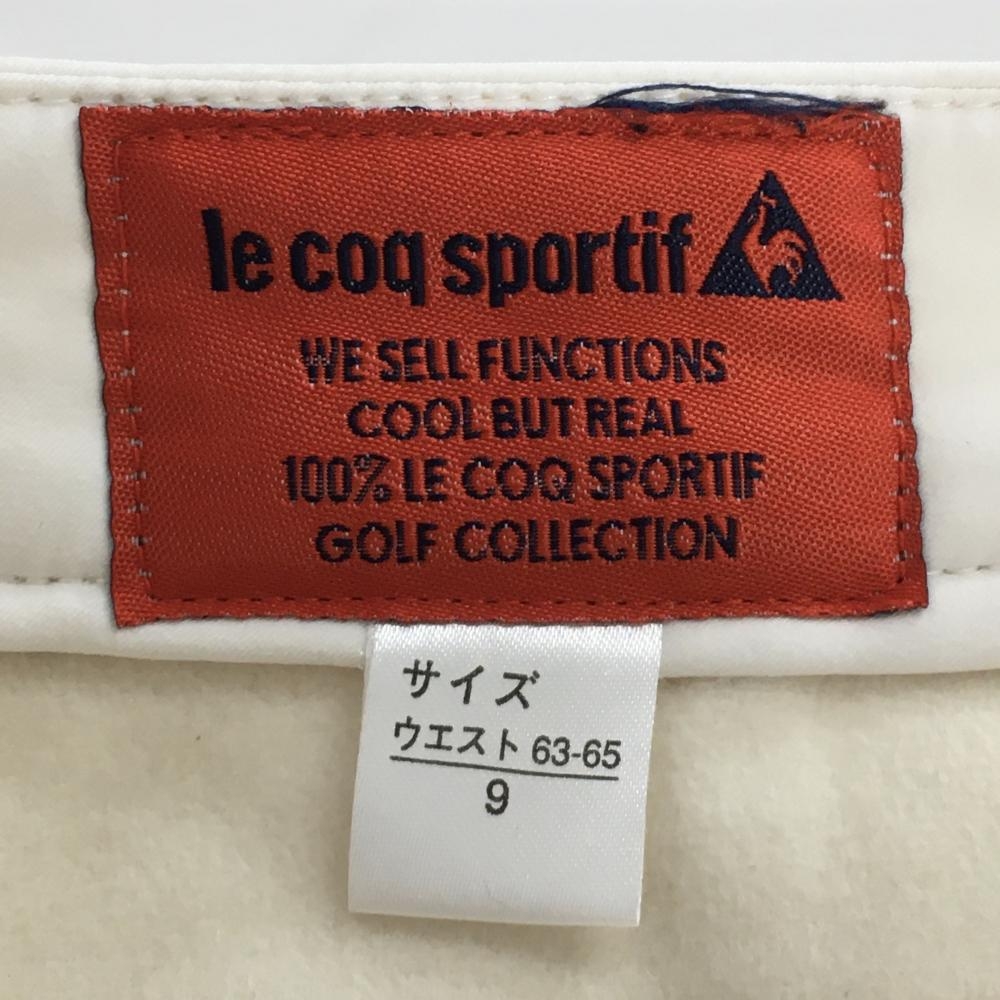 le coq sportif
WE SELL FUNCTIONS
COOL BUT REAL
100% LE COQ SPORTIF
GOLF COLLECTION
サイズ
ウエスト 63-65
9